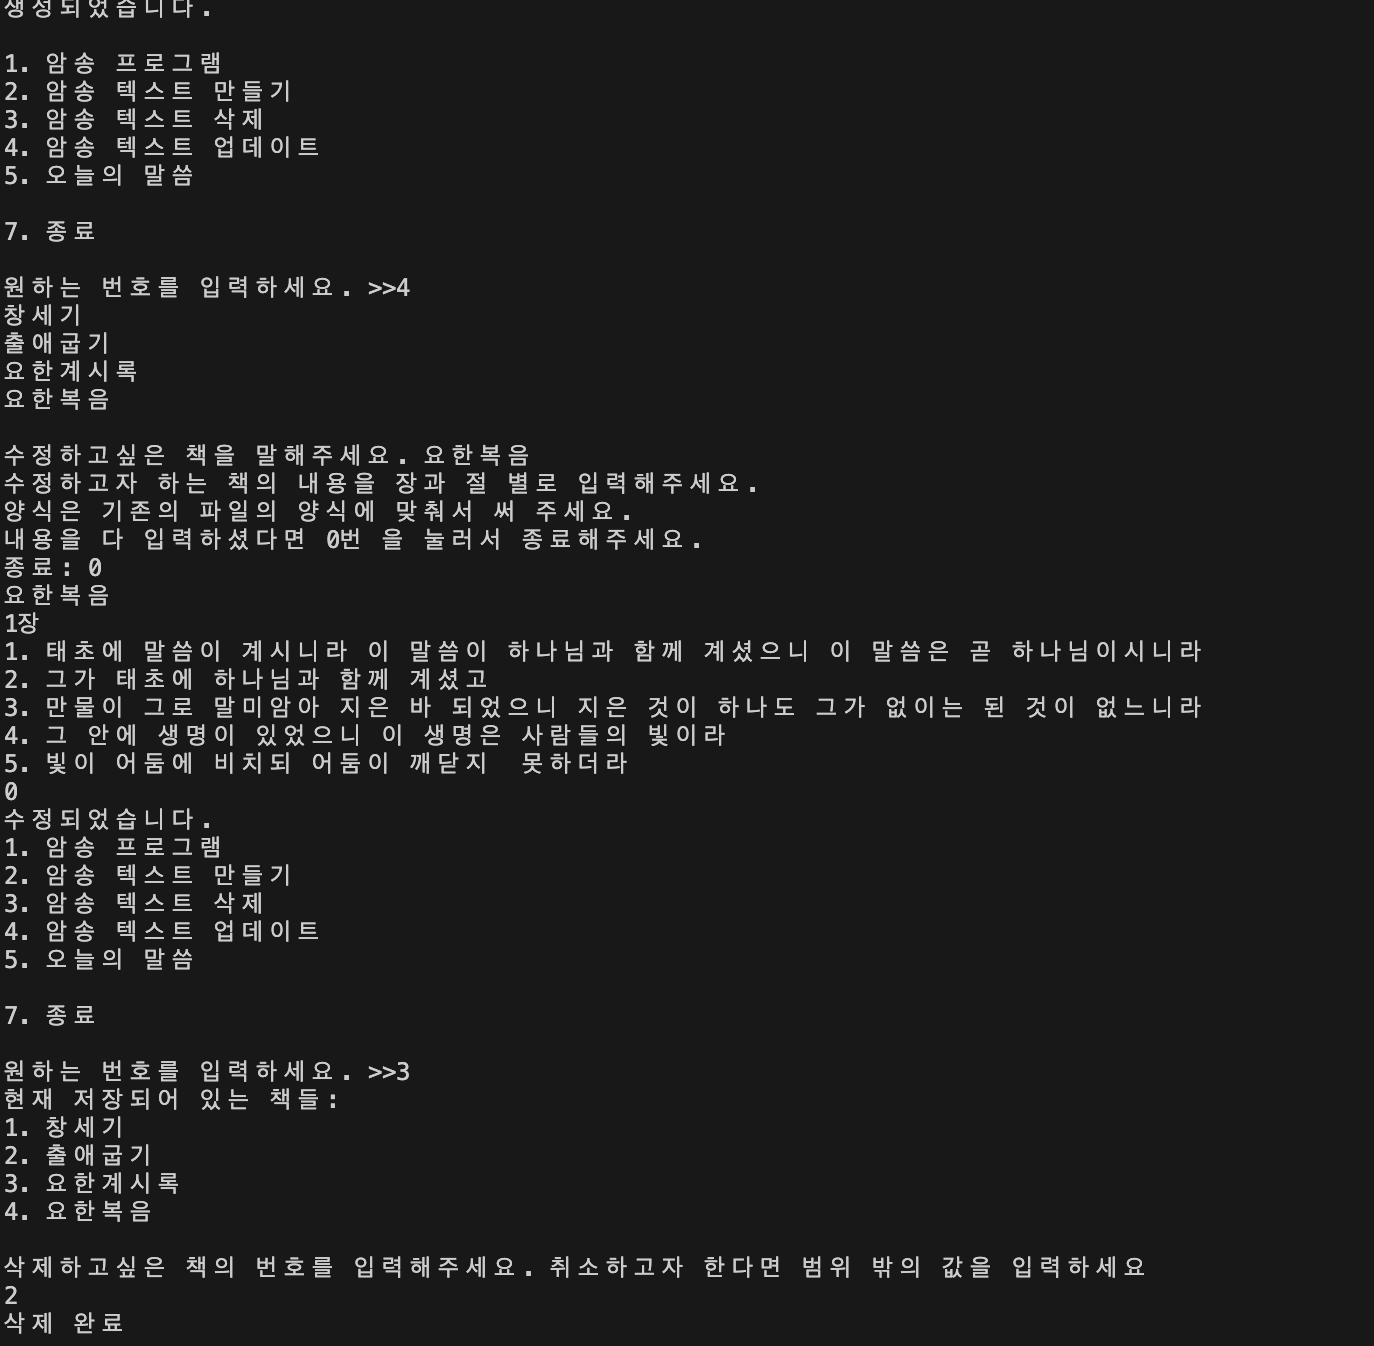 생성되었습니다.
1. 암송 프로그램
2. 암송 텍스트 만들기
3. 암송 텍스트 삭제
4. 암송 텍스트 업데이트
5. 오늘의 말씀
7. 종료
원하는 번호를 입력하세요. >>4
창세기
출애굽기
요한계시록
요한복음
수정하고싶은 책을 말해주세요. 요한복음
수정하고자 하는 책의 내용을 장과 절 별로 입력해주세요.
양식은 기존의 파일의 양식에 맞춰서 써 주세요.
내용을 다 입력하셨다면 0번 을 눌러서 종료해주세요.
종료: 0
요한복음
1장
1. 태초에 말씀이 계시니라 이 말씀이 하나님과 함께 계셨으니 이 말씀은 곧 하나님이시니라
2. 그가 태초에 하나님과 함께 계셨고
3. 만물이 그로 말미암아 지은 바 되었으니 지은 것이 하나도 그가 없이는 된 것이 없느니라
4. 그 안에 생명이 있었으니 이 생명은 사람들의 빛이라
5. 빛이 어둠에 비치되 어둠이 깨닫지  못하더라
0
수정되었습니다.
1. 암송 프로그램
2. 암송 텍스트 만들기
3. 암송 텍스트 삭제
4. 암송 텍스트 업데이트
5. 오늘의 말씀
7. 종료
원하는 번호를 입력하세요. >>3
현재 저장되어 있는 책들:
1. 창세기
2. 출애굽기
3. 요한계시록
4. 요한복음
삭제하고싶은 책의 번호를 입력해주세요. 취소하고자 한다면 범위 밖의 값을 입력하세요
2
삭제 완료